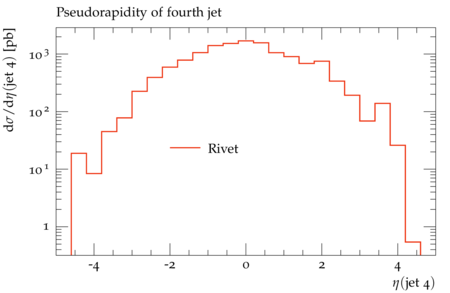 Pseudorapidity of fourth jet
dσ/dη(jet 4) [pb]
10³
10²
10¹
1
Rivet
-4 -2 0 2 4
η(jet 4)